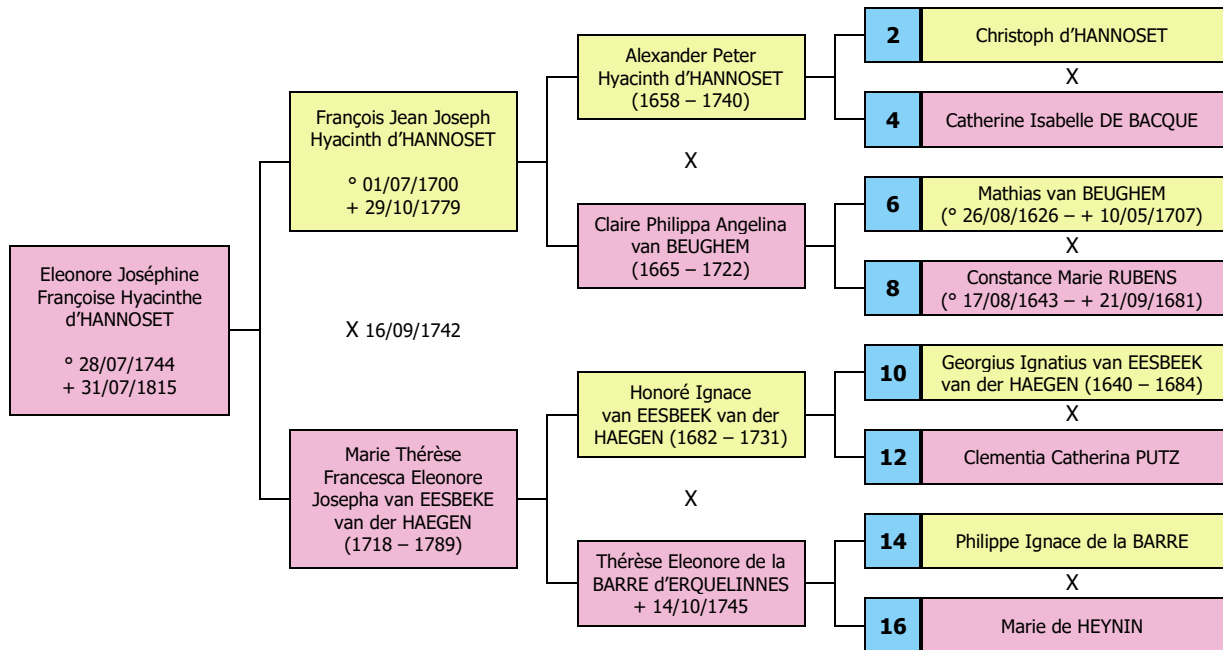 Eleonore Joséphine
Françoise Hyacinthe
d’HANNOSET
° 28/07/1744
+ 31/07/1815
François Jean Joseph
Hyacinth d’HANNOSET
° 01/07/1700
+ 29/10/1779
X 16/09/1742
Marie Thérèse
Francesca Eleonore
Josepha van EESBEKE
van der HAEGEN
(1718 – 1789)
Alexander Peter
Hyacinth d’HANNOSET
(1658 – 1740)
X
Claire Philippa Angelina
van BEUGHEM
(1665 – 1722)
Honoré Ignace
van EESBEEK van der
HAEGEN (1682 – 1731)
X
Thérèse Eleonore de la
BARRE d’ERQUELINNES
+ 14/10/1745
2
Christoph d’HANNOSET
X
4
Catherine Isabelle DE BACQUE
6
Mathias van BEUGHEM
(° 26/08/1626 – + 10/05/1707)
X
8
Constance Marie RUBENS
(° 17/08/1643 – + 21/09/1681)
10
Georgius Ignatius van EESBEEK
van der HAEGEN (1640 – 1684)
X
12
Clementia Catherina PUTZ
14
Philippe Ignace de la BARRE
X
16
Marie de HEYNIN